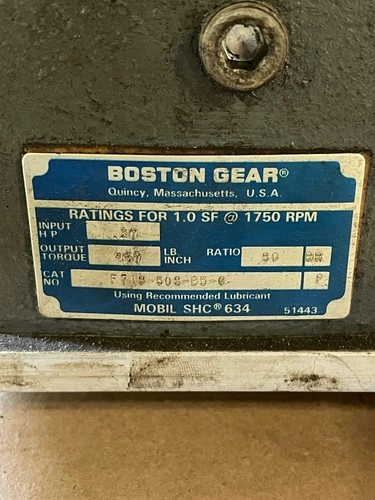 BOSTON GEAR®
Quincy, Massachusetts, U.S.A.
RATINGS FOR 1.0 SF @ 1750 RPM
INPUT HP
OUTPUT TORQUE LB INCH RATIO 50
CAT NO
Using Recommended Lubricant
MOBIL SHC® 634 51443